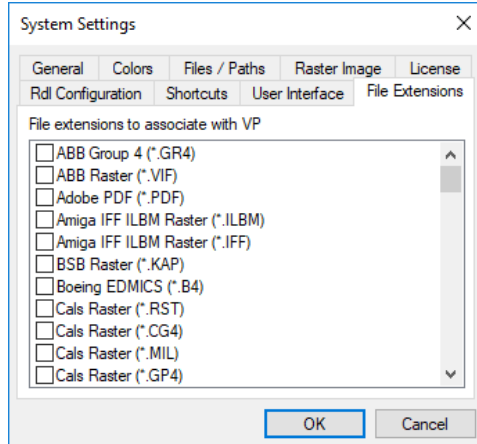 System Settings
General Colors Files / Paths Raster Image License
Rdl Configuration Shortcuts User Interface File Extensions
File extensions to associate with VP
ABB Group 4 (*.GR4)
ABB Raster (*.VIF)
Adobe PDF (*.PDF)
Amiga IFF ILBM Raster (*.ILBM)
Amiga IFF ILBM Raster (*.IFF)
BSB Raster (*.KAP)
Boeing EDMICS (*.B4)
Cals Raster (*.RST)
Cals Raster (*.CG4)
Cals Raster (*.MIL)
Cals Raster (*.GP4)
OK Cancel